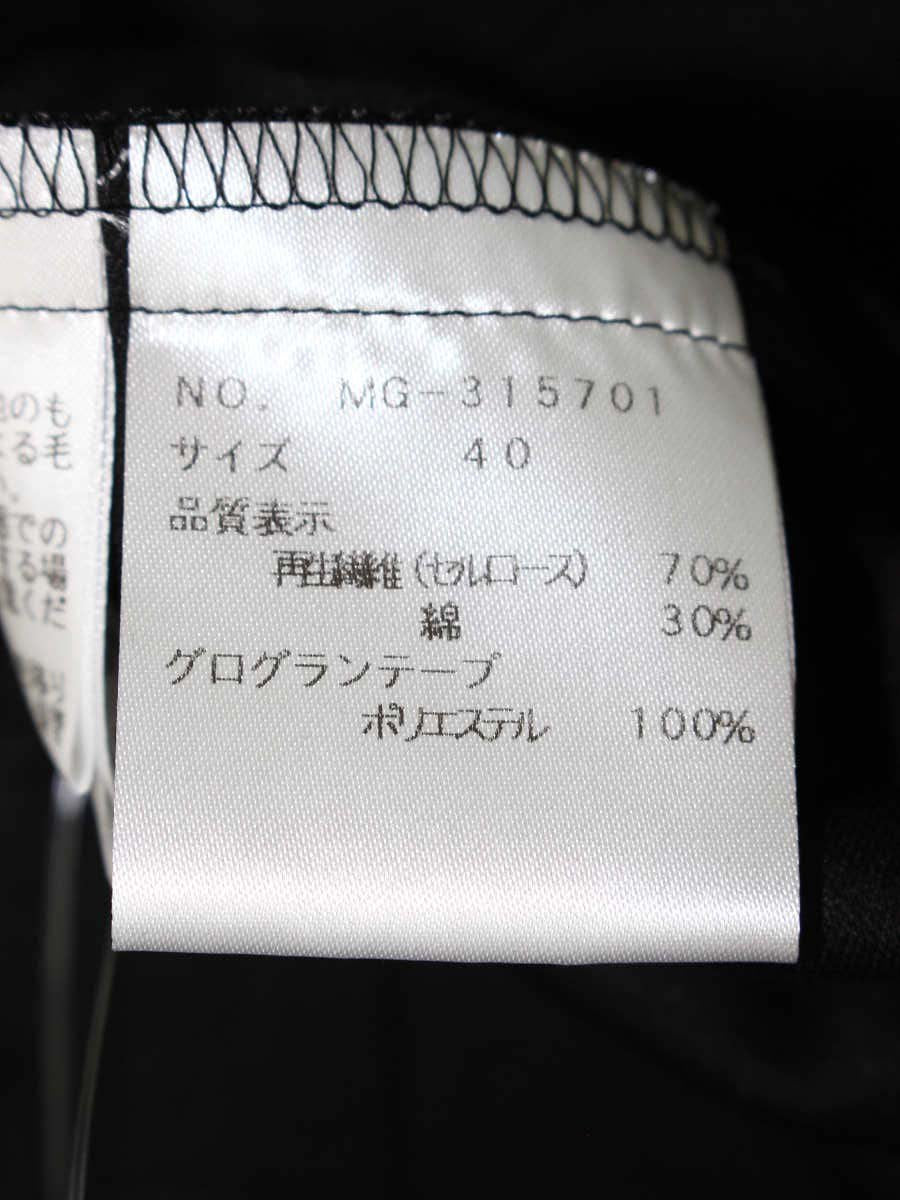 NO. MG-315701
サイズ 40
品質表示
再生繊維(セルロース) 70%
綿 30%
グログランテープ
ポリエステル 100%